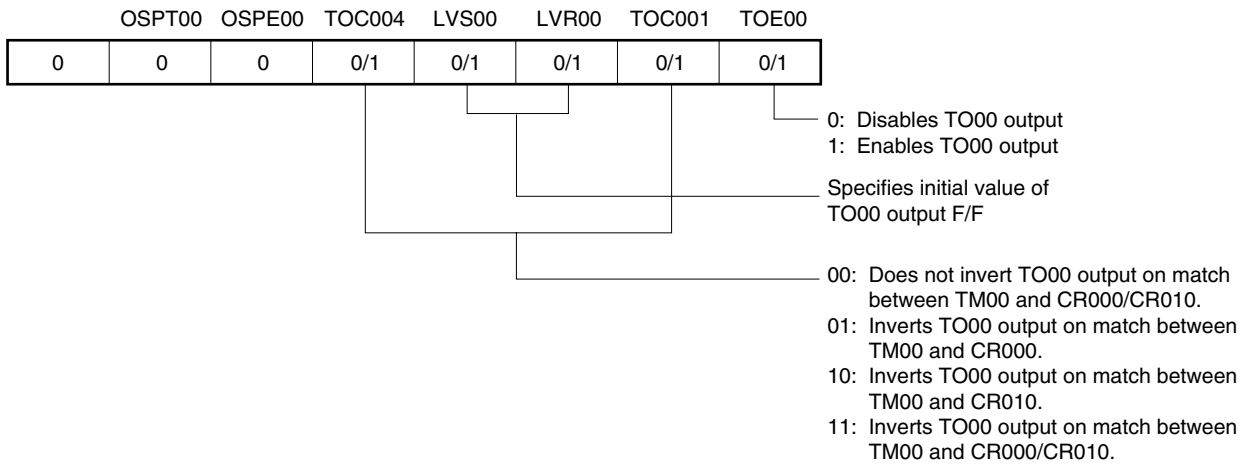 OSPT00 OSPE00 TOC004 LVS00 LVR00 TOC001 TOE00
0 0 0 0/1 0/1 0/1 0/1 0/1
0: Disables TO00 output
1: Enables TO00 output
Specifies initial value of
TO00 output F/F
00: Does not invert TO00 output on match
between TM00 and CR000/CR010.
01: Inverts TO00 output on match between
TM00 and CR000.
10: Inverts TO00 output on match between
TM00 and CR010.
11: Inverts TO00 output on match between
TM00 and CR000/CR010.